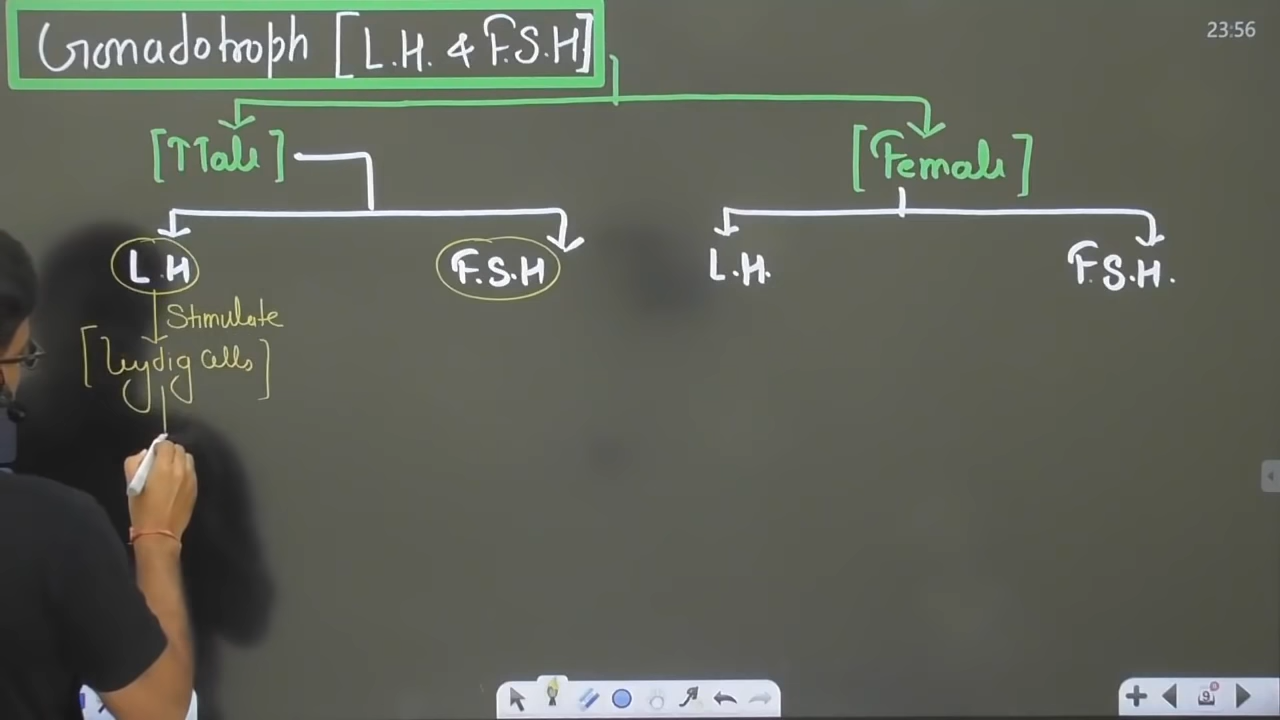 Gonadotroph [L.H. & F.S.H]
23:56
[Male]
[Female]
L.H
F.S.H
L.H.
F.S.H.
Stimulate
[Leydig cells]